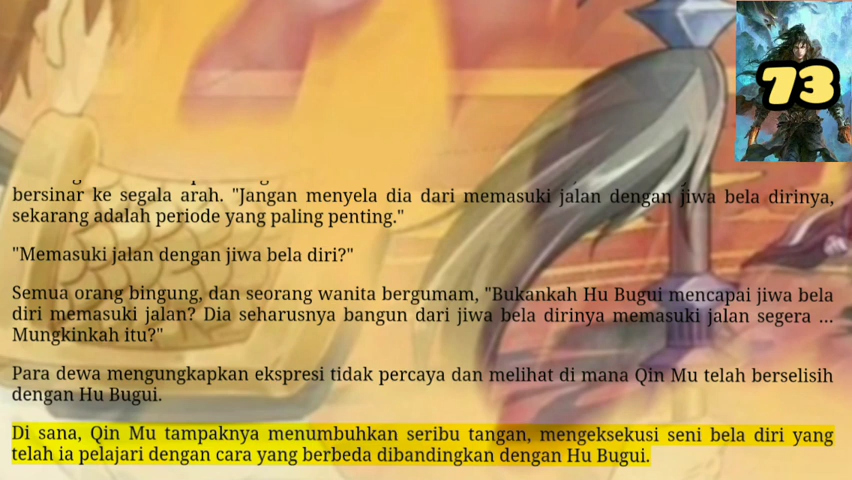 73
bersinar ke segala arah. "Jangan menyela dia dari memasuki jalan dengan jiwa bela dirinya,
sekarang adalah periode yang paling penting."
"Memasuki jalan dengan jiwa bela diri?"
Semua orang bingung, dan seorang wanita bergumam, "Bukankah Hu Bugui mencapai jiwa bela
diri memasuki jalan? Dia seharusnya bangun dari jiwa bela dirinya memasuki jalan segera ...
Mungkinkah itu?"
Para dewa mengungkapkan ekspresi tidak percaya dan melihat di mana Qin Mu telah berselisih
dengan Hu Bugui.
Di sana, Qin Mu tampaknya menumbuhkan seribu tangan, mengeksekusi seni bela diri yang
telah ia pelajari dengan cara yang berbeda dibandingkan dengan Hu Bugui.